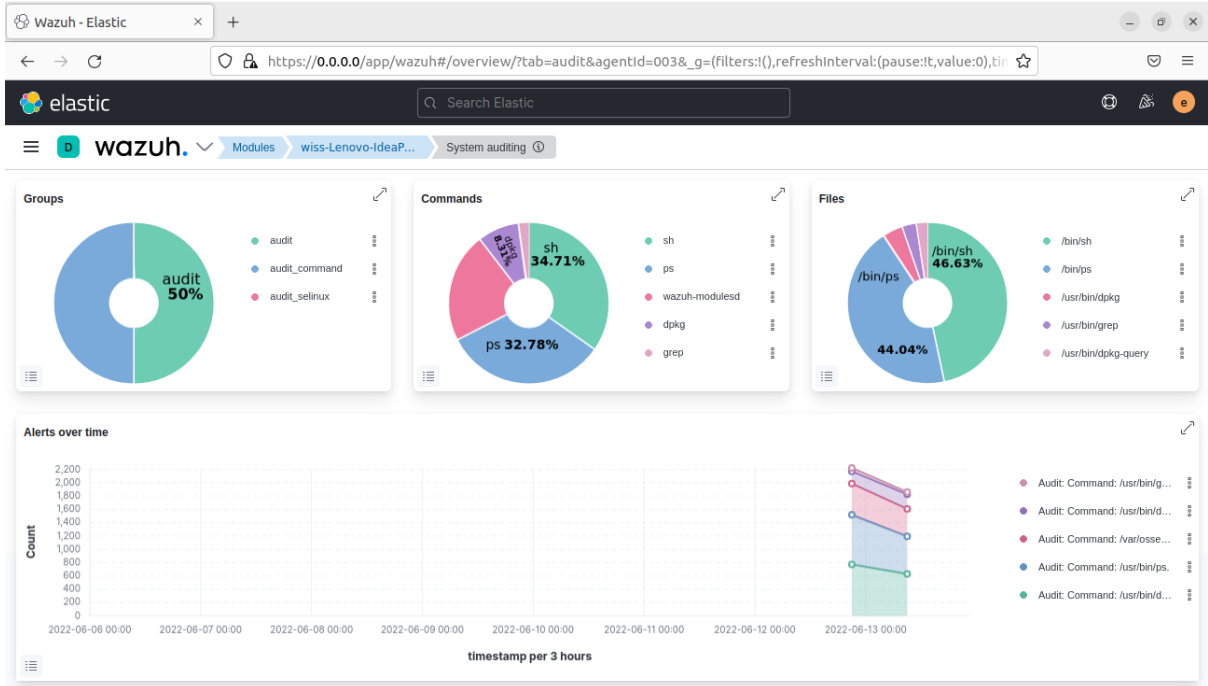 Wazuh - Elastic
https://0.0.0.0/app/wazuh#/overview/?tab=audit&agentId=003&_g=(filters:!(),refreshInterval:(pause:!t,value:0),tin
elastic
Search Elastic
e
D
wazuh.
Modules
wiss-Lenovo-IdeaP...
System auditing
Groups
audit
50%
audit
audit_command
audit_selinux
Commands
dpkg
8.31%
sh
34.71%
ps 32.78%
sh
ps
wazuh-modulesd
dpkg
grep
Files
/bin/sh
46.63%
/bin/ps
44.04%
/bin/sh
/bin/ps
/usr/bin/dpkg
/usr/bin/grep
/usr/bin/dpkg-query
Alerts over time
Count
2,200
2,000
1,800
1,600
1,400
1,200
1,000
800
600
400
200
0
2022-06-06 00:00 2022-06-07 00:00 2022-06-08 00:00 2022-06-09 00:00 2022-06-10 00:00 2022-06-11 00:00 2022-06-12 00:00 2022-06-13 00:00
timestamp per 3 hours
Audit: Command: /usr/bin/g...
Audit: Command: /usr/bin/d...
Audit: Command: /var/osse...
Audit: Command: /usr/bin/ps.
Audit: Command: /usr/bin/d...